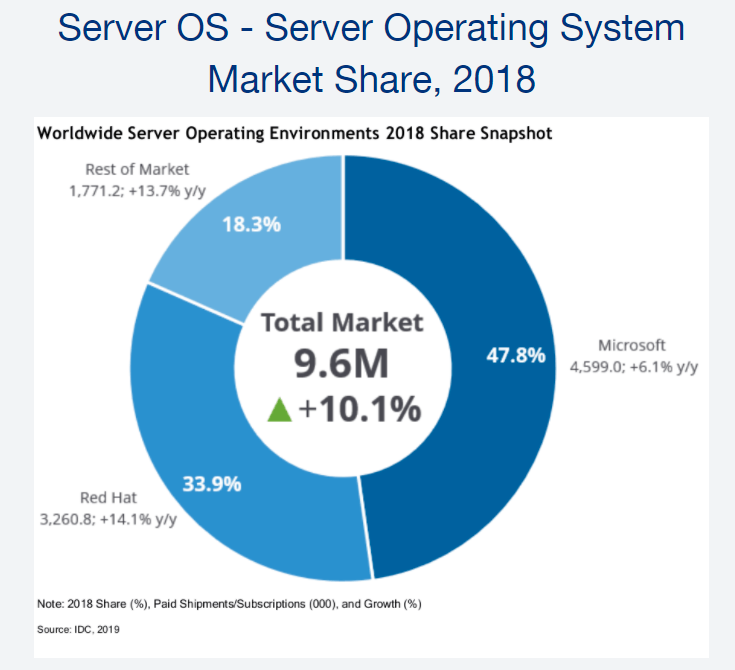 Server OS - Server Operating System
Market Share, 2018
Worldwide Server Operating Environments 2018 Share Snapshot
Rest of Market
1,771.2; +13.7% y/y
18.3%
Total Market
9.6M
▲+10.1%
47.8%
Microsoft
4,599.0; +6.1% y/y
33.9%
Red Hat
3,260.8; +14.1% y/y
Note: 2018 Share (%), Paid Shipments/Subscriptions (000), and Growth (%)
Source: IDC, 2019